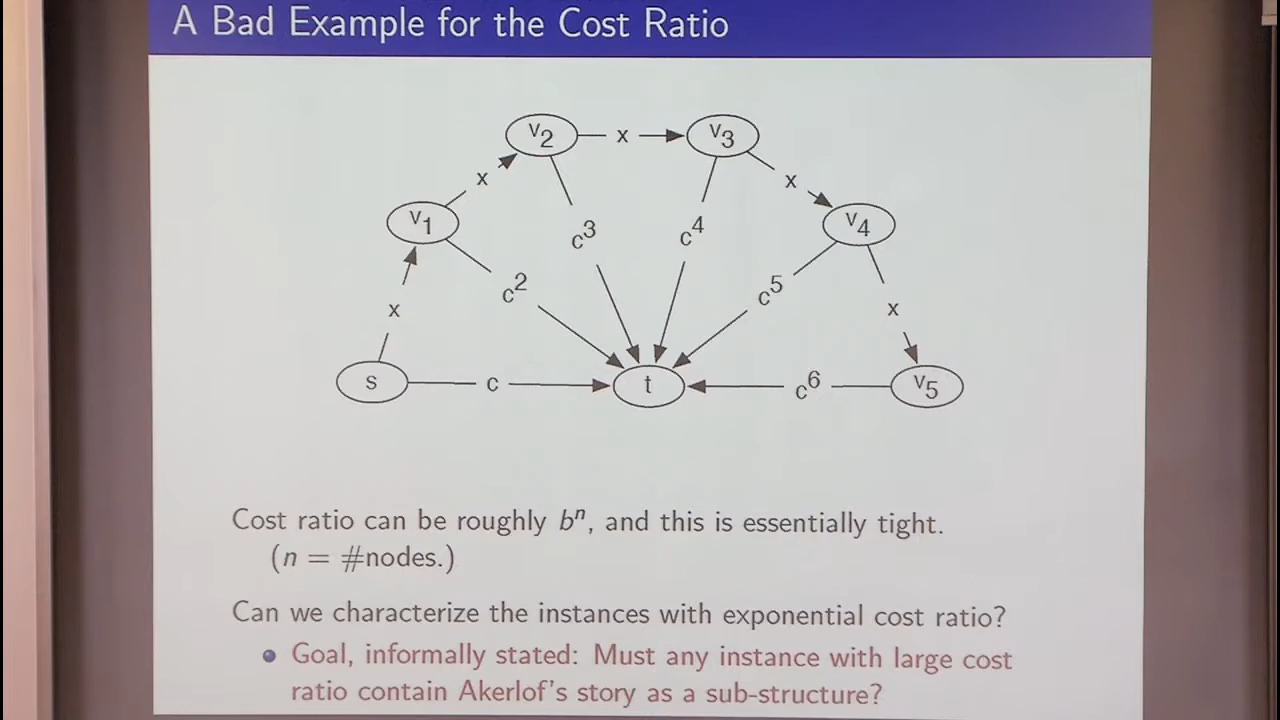 A Bad Example for the Cost Ratio
v2
x
v3
x
x
v1
v4
c3
c4
c2
c5
x
x
s
c
t
c6
v5
Cost ratio can be roughly bⁿ, and this is essentially tight.
(n = #nodes.)
Can we characterize the instances with exponential cost ratio?
Goal, informally stated: Must any instance with large cost
ratio contain Akerlof's story as a sub-structure?